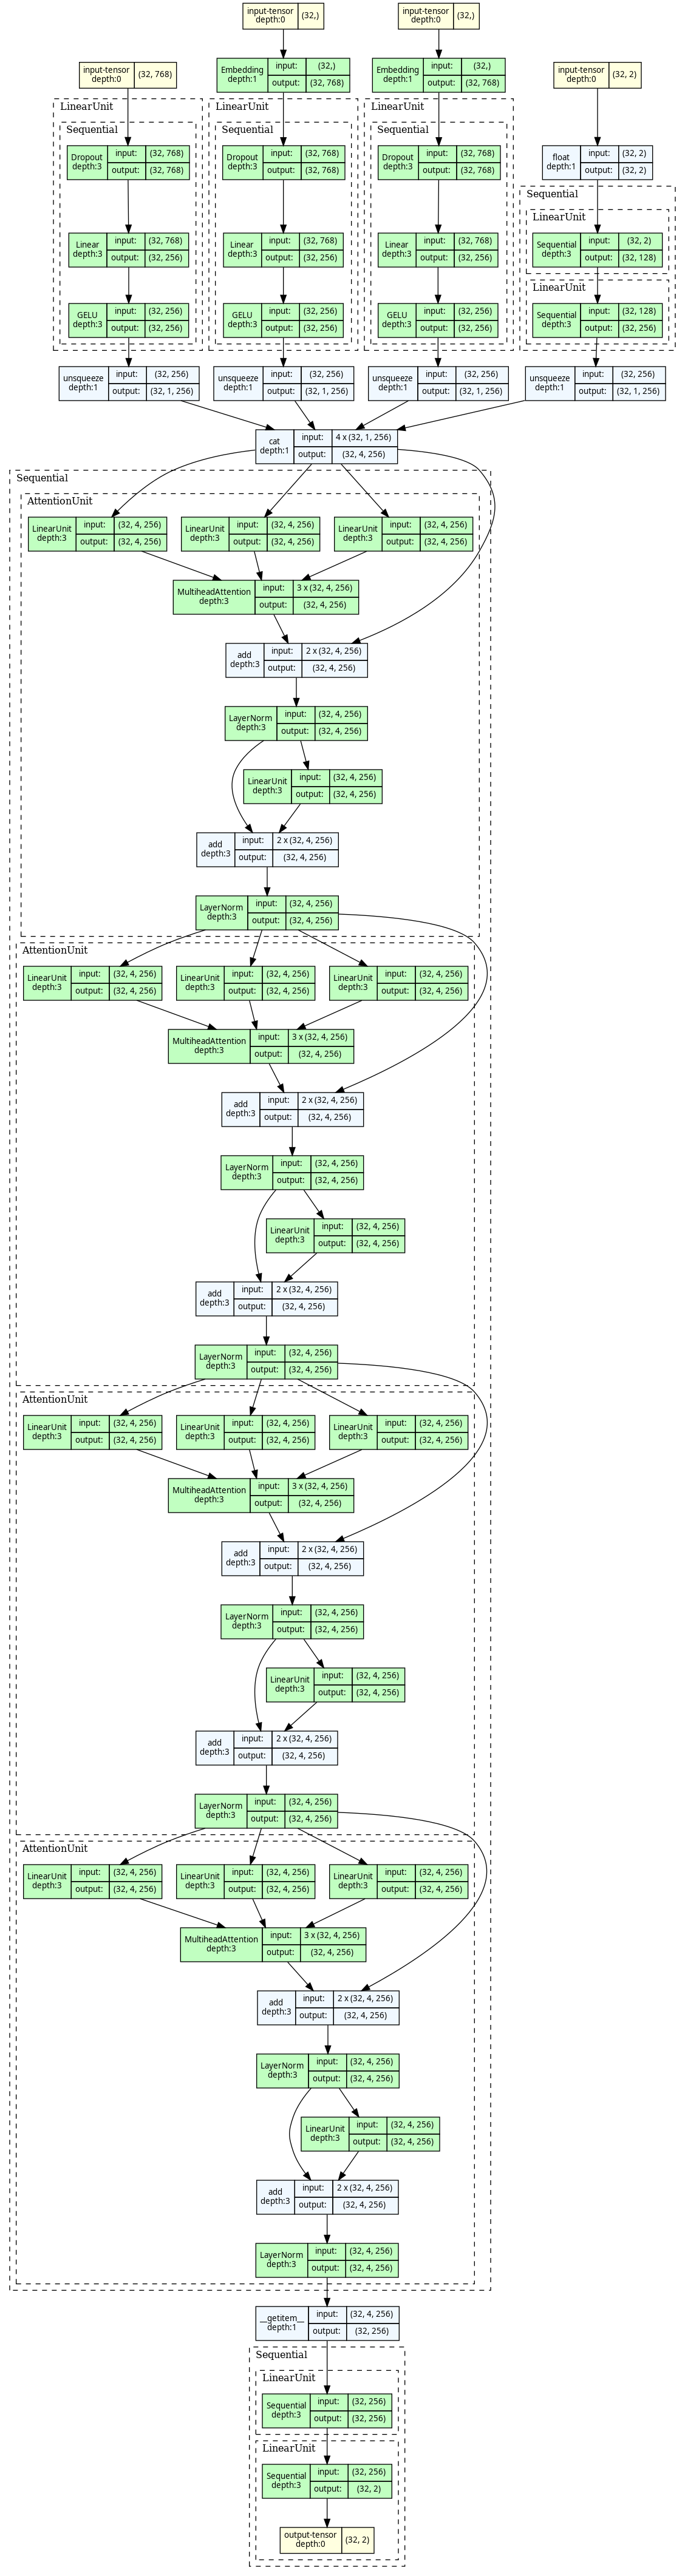 input-tensor
depth:0
(32,)
input-tensor
depth:0
(32,)
input-tensor
depth:0
(32, 768)
Embedding
depth:1
input: (32,)
output: (32, 768)
Embedding
depth:1
input: (32,)
output: (32, 768)
input-tensor
depth:0
(32, 2)
LinearUnit
Sequential
Dropout
depth:3
input: (32, 768)
output: (32, 768)
Linear
depth:3
input: (32, 768)
output: (32, 256)
GELU
depth:3
input: (32, 256)
output: (32, 256)
LinearUnit
Sequential
Dropout
depth:3
input: (32, 768)
output: (32, 768)
Linear
depth:3
input: (32, 768)
output: (32, 256)
GELU
depth:3
input: (32, 256)
output: (32, 256)
LinearUnit
Sequential
Dropout
depth:3
input: (32, 768)
output: (32, 768)
Linear
depth:3
input: (32, 768)
output: (32, 256)
GELU
depth:3
input: (32, 256)
output: (32, 256)
float
depth:1
input: (32, 2)
output: (32, 2)
Sequential
LinearUnit
Sequential
depth:3
input: (32, 2)
output: (32, 128)
LinearUnit
Sequential
depth:3
input: (32, 128)
output: (32, 256)
unsqueeze
depth:1
input: (32, 256)
output: (32, 1, 256)
unsqueeze
depth:1
input: (32, 256)
output: (32, 1, 256)
unsqueeze
depth:1
input: (32, 256)
output: (32, 1, 256)
unsqueeze
depth:1
input: (32, 256)
output: (32, 1, 256)
cat
depth:1
input: 4 x (32, 1, 256)
output: (32, 4, 256)
Sequential
AttentionUnit
LinearUnit
depth:3
input: (32, 4, 256)
output: (32, 4, 256)
LinearUnit
depth:3
input: (32, 4, 256)
output: (32, 4, 256)
LinearUnit
depth:3
input: (32, 4, 256)
output: (32, 4, 256)
MultiheadAttention
depth:3
input: 3 x (32, 4, 256)
output: (32, 4, 256)
add
depth:3
input: 2 x (32, 4, 256)
output: (32, 4, 256)
LayerNorm
depth:3
input: (32, 4, 256)
output: (32, 4, 256)
LinearUnit
depth:3
input: (32, 4, 256)
output: (32, 4, 256)
add
depth:3
input: 2 x (32, 4, 256)
output: (32, 4, 256)
LayerNorm
depth:3
input: (32, 4, 256)
output: (32, 4, 256)
AttentionUnit
LinearUnit
depth:3
input: (32, 4, 256)
output: (32, 4, 256)
LinearUnit
depth:3
input: (32, 4, 256)
output: (32, 4, 256)
LinearUnit
depth:3
input: (32, 4, 256)
output: (32, 4, 256)
MultiheadAttention
depth:3
input: 3 x (32, 4, 256)
output: (32, 4, 256)
add
depth:3
input: 2 x (32, 4, 256)
output: (32, 4, 256)
LayerNorm
depth:3
input: (32, 4, 256)
output: (32, 4, 256)
LinearUnit
depth:3
input: (32, 4, 256)
output: (32, 4, 256)
add
depth:3
input: 2 x (32, 4, 256)
output: (32, 4, 256)
LayerNorm
depth:3
input: (32, 4, 256)
output: (32, 4, 256)
AttentionUnit
LinearUnit
depth:3
input: (32, 4, 256)
output: (32, 4, 256)
LinearUnit
depth:3
input: (32, 4, 256)
output: (32, 4, 256)
LinearUnit
depth:3
input: (32, 4, 256)
output: (32, 4, 256)
MultiheadAttention
depth:3
input: 3 x (32, 4, 256)
output: (32, 4, 256)
add
depth:3
input: 2 x (32, 4, 256)
output: (32, 4, 256)
LayerNorm
depth:3
input: (32, 4, 256)
output: (32, 4, 256)
LinearUnit
depth:3
input: (32, 4, 256)
output: (32, 4, 256)
add
depth:3
input: 2 x (32, 4, 256)
output: (32, 4, 256)
LayerNorm
depth:3
input: (32, 4, 256)
output: (32, 4, 256)
AttentionUnit
LinearUnit
depth:3
input: (32, 4, 256)
output: (32, 4, 256)
LinearUnit
depth:3
input: (32, 4, 256)
output: (32, 4, 256)
LinearUnit
depth:3
input: (32, 4, 256)
output: (32, 4, 256)
MultiheadAttention
depth:3
input: 3 x (32, 4, 256)
output: (32, 4, 256)
add
depth:3
input: 2 x (32, 4, 256)
output: (32, 4, 256)
LayerNorm
depth:3
input: (32, 4, 256)
output: (32, 4, 256)
LinearUnit
depth:3
input: (32, 4, 256)
output: (32, 4, 256)
add
depth:3
input: 2 x (32, 4, 256)
output: (32, 4, 256)
LayerNorm
depth:3
input: (32, 4, 256)
output: (32, 4, 256)
__getitem__
depth:1
input: (32, 4, 256)
output: (32, 256)
Sequential
LinearUnit
Sequential
depth:3
input: (32, 256)
output: (32, 256)
LinearUnit
Sequential
depth:3
input: (32, 256)
output: (32, 2)
output-tensor
depth:0
(32, 2)